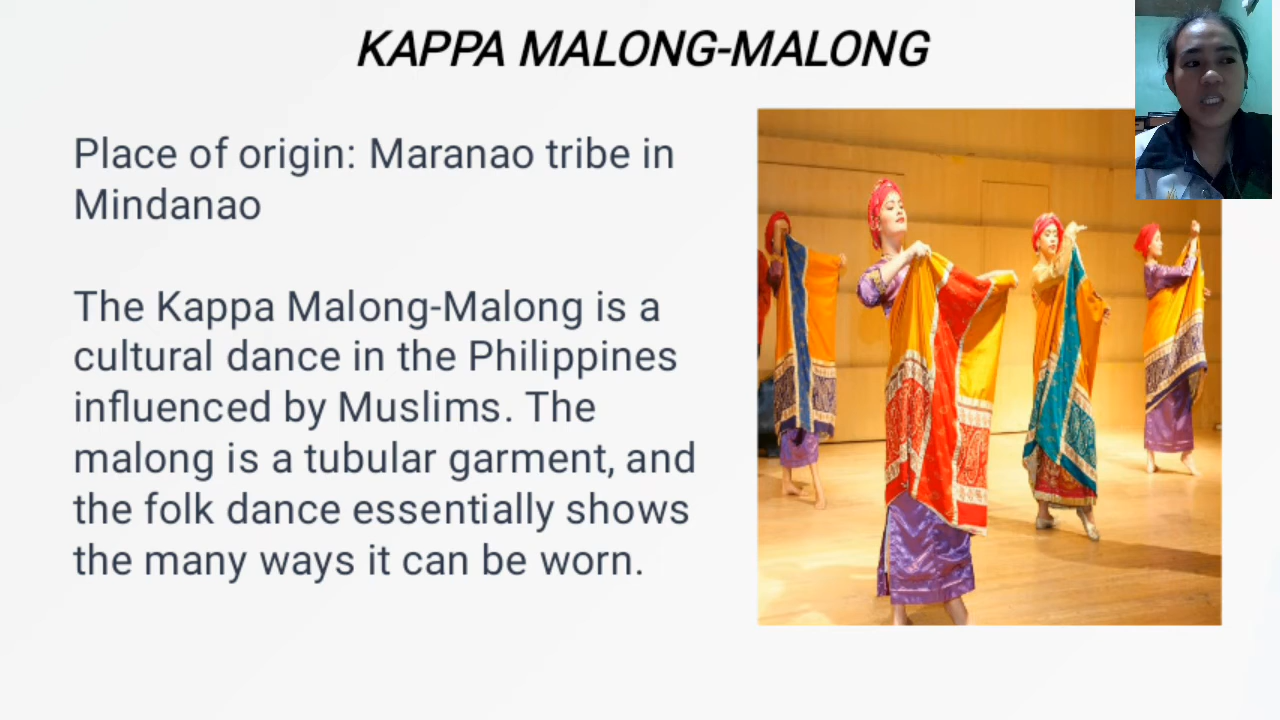 KAPPA MALONG-MALONG
Place of origin: Maranao tribe in
Mindanao
The Kappa Malong-Malong is a
cultural dance in the Philippines
influenced by Muslims. The
malong is a tubular garment, and
the folk dance essentially shows
the many ways it can be worn.